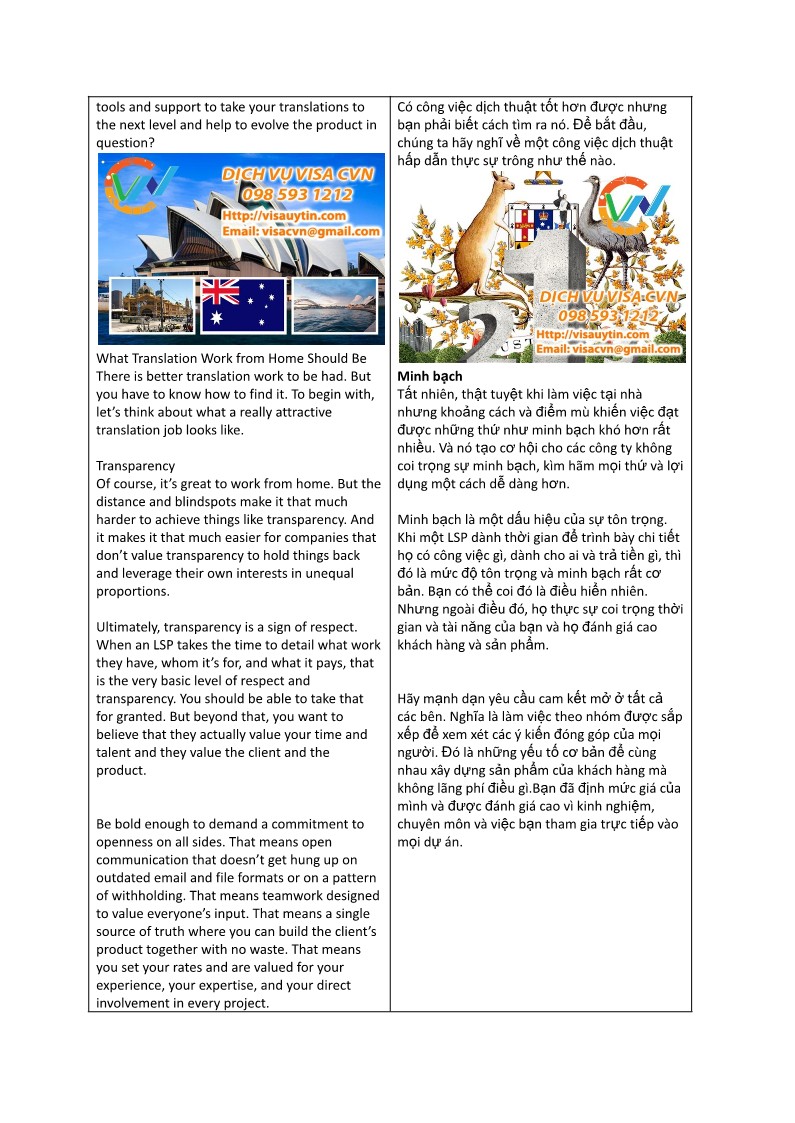 tools and support to take your translations to
the next level and help to evolve the product in
question?
CVN
DỊCH VỤ VISA CVN
098 593 1212
Http://visauytin.com
Email: visacvn@gmail.com
What Translation Work from Home Should Be
There is better translation work to be had. But
you have to know how to find it. To begin with,
let’s think about what a really attractive
translation job looks like.
Transparency
Of course, it’s great to work from home. But the
distance and blindspots make it that much
harder to achieve things like transparency. And
it makes it that much easier for companies that
don’t value transparency to hold things back
and leverage their own interests in unequal
proportions.
Ultimately, transparency is a sign of respect.
When an LSP takes the time to detail what work
they have, whom it’s for, and what it pays, that
is the very basic level of respect and
transparency. You should be able to take that
for granted. But beyond that, you want to
believe that they actually value your time and
talent and they value the client and the
product.
Be bold enough to demand a commitment to
openness on all sides. That means open
communication that doesn’t get hung up on
outdated email and file formats or on a pattern
of withholding. That means teamwork designed
to value everyone’s input. That means a single
source of truth where you can build the client’s
product together with no waste. That means
you set your rates and are valued for your
experience, your expertise, and your direct
involvement in every project.
Có công việc dịch thuật tốt hơn được nhưng
bạn phải biết cách tìm ra nó. Để bắt đầu,
chúng ta hãy nghĩ về một công việc dịch thuật
hấp dẫn thực sự trông như thế nào.
CVN
DỊCH VỤ VISA CVN
098 593 1212
Http://visauytin.com
Email: visacvn@gmail.com
Minh bạch
Tất nhiên, thật tuyệt khi làm việc tại nhà
nhưng khoảng cách và điểm mù khiến việc đạt
được những thứ như minh bạch khó hơn rất
nhiều. Và nó tạo cơ hội cho các công ty không
coi trọng sự minh bạch, kìm hãm mọi thứ và lợi
dụng một cách dễ dàng hơn.
Minh bạch là một dấu hiệu của sự tôn trọng.
Khi một LSP dành thời gian để trình bày chi tiết
họ có công việc gì, dành cho ai và trả tiền gì, thì
đó là mức độ tôn trọng và minh bạch rất cơ
bản. Bạn có thể coi đó là điều hiển nhiên.
Nhưng ngoài điều đó, họ thực sự coi trọng thời
gian và tài năng của bạn và họ đánh giá cao
khách hàng và sản phẩm.
Hãy mạnh dạn yêu cầu cam kết mở ở tất cả
các bên. Nghĩa là làm việc theo nhóm được sắp
xếp để xem xét các ý kiến đóng góp của mọi
người. Đó là những yếu tố cơ bản để cùng
nhau xây dựng sản phẩm của khách hàng mà
không lãng phí điều gì.Bạn đã định mức giá của
mình và được đánh giá cao vì kinh nghiệm,
chuyên môn và việc bạn tham gia trực tiếp vào
mọi dự án.